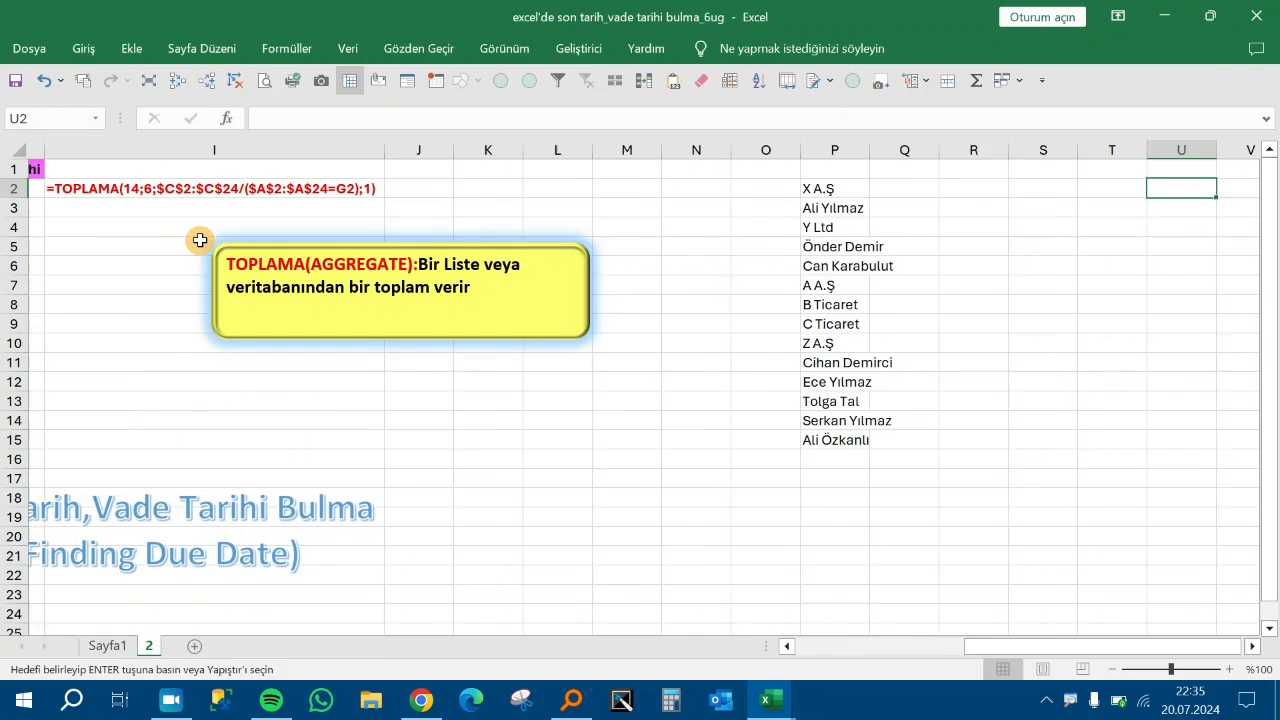 excel'de son tarih_vade tarihi bulma_6ug - Excel
Oturum açın
Dosya Giriş Ekle Sayfa Düzeni Formüller Veri Gözden Geçir Görünüm Geliştirici Yardım Ne yapmak istediğinizi söyleyin
U2
fx
I J K L M N O P Q R S T U V
1 hi
2 =TOPLAMA(14;6;$C$2:$C$24/($A$2:$A$24=G2);1) X A.Ş
3 Ali Yılmaz
4 Y Ltd
5 Önder Demir
6 Can Karabulut
7 A A.Ş
8 B Ticaret
9 C Ticaret
10 Z A.Ş
11 Cihan Demirci
12 Ece Yılmaz
13 Tolga Tal
14 Serkan Yılmaz
15 Ali Özkanlı
16
17
18
19
20
21
22
23
24
25
TOPLAMA(AGGREGATE):Bir Liste veya
veritabanından bir toplam verir
arih,Vade Tarihi Bulma
Finding Due Date)
Sayfa1 2
Hedefi belirleyip ENTER tuşuna basın veya Yapıştır'ı seçin
%100
22:35
20.07.2024